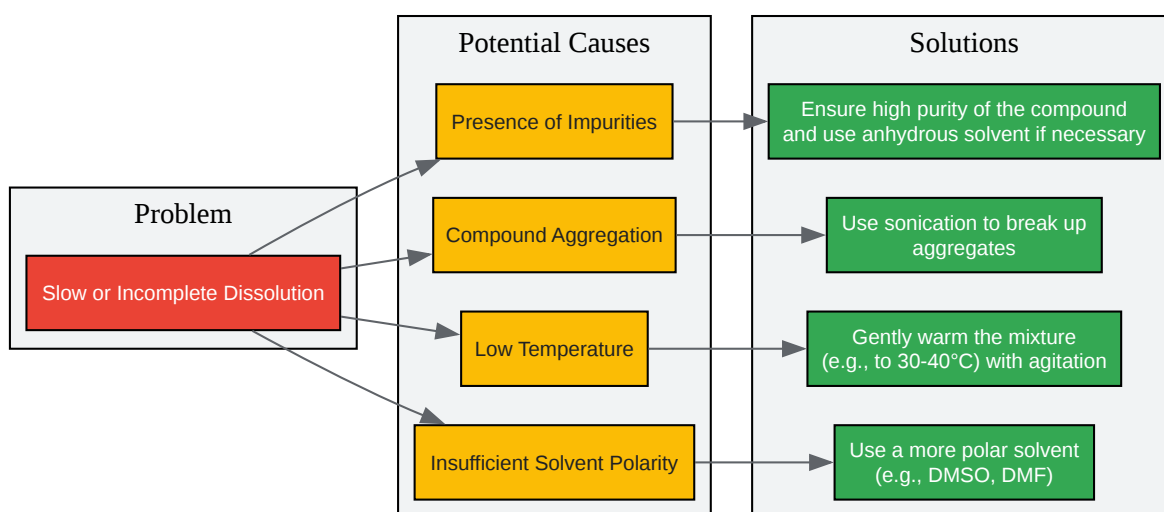 Problem
Slow or Incomplete Dissolution
Potential Causes
Presence of Impurities
Compound Aggregation
Low Temperature
Insufficient Solvent Polarity
Solutions
Ensure high purity of the compound
and use anhydrous solvent if necessary
Use sonication to break up
aggregates
Gently warm the mixture
(e.g., to 30-40°C) with agitation
Use a more polar solvent
(e.g., DMSO, DMF)